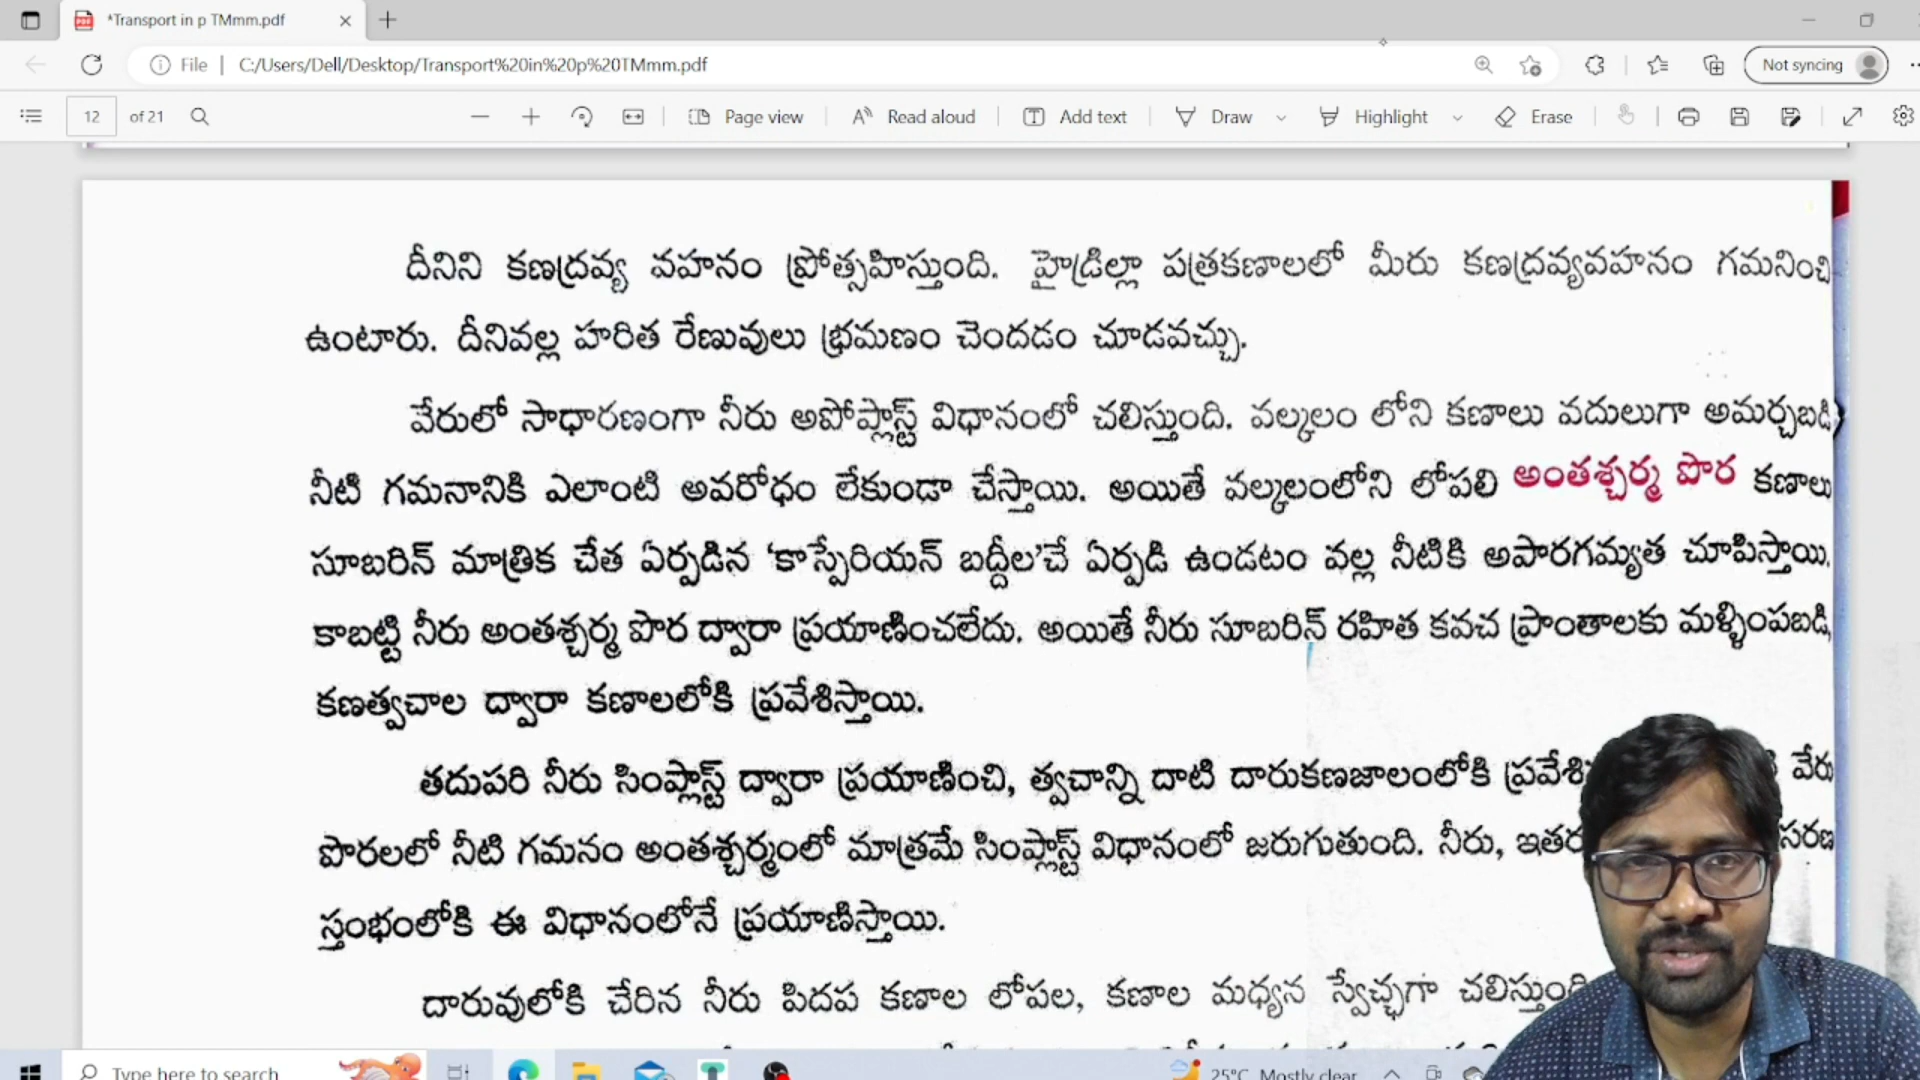 *Transport in p TMmm.pdf
File | C:/Users/Dell/Desktop/Transport%20in%20p%20TMmm.pdf
Not syncing
12 of 21 Page view Read aloud Add text Draw Highlight Erase
దీనిని కణద్రవ్య వహనం ప్రోత్సహిస్తుంది. హైడ్రిల్లా పత్రకణాలలో మీరు కణద్రవ్యవహనం గమనించి
ఉంటారు. దీనివల్ల హరిత రేణువులు భ్రమణం చెందడం చూడవచ్చు.
వేరులో సాధారణంగా నీరు అపోప్లాస్ట్ విధానంలో చలిస్తుంది. వల్కలం లోని కణాలు వదులుగా అమర్చబడి
నీటి గమనానికి ఎలాంటి అవరోధం లేకుండా చేస్తాయి. అయితే వల్కలంలోని లోపలి అంతశ్చర్మ పొర కణాలు
సూబరిన్ మాత్రిక చేత ఏర్పడిన ‘కాస్పేరియన్ బద్దీల’చే ఏర్పడి ఉండటం వల్ల నీటికి అపారగమ్యత చూపిస్తాయి.
కాబట్టి నీరు అంతశ్చర్మ పొర ద్వారా ప్రయాణించలేదు. అయితే నీరు సూబరిన్ రహిత కవచ ప్రాంతాలకు మళ్ళింపబడి,
కణత్వచాల ద్వారా కణాలలోకి ప్రవేశిస్తాయి.
తదుపరి నీరు సింప్లాస్ట్ ద్వారా ప్రయాణించి, త్వచాన్ని దాటి దారుకణజాలంలోకి వేరు
పొరలలో నీటి గమనం అంతశ్చర్మంలో మాత్రమే సింప్లాస్ట్ విధానంలో జరుగుతుంది. నీరు,
స్తంభంలోకి ఈ విధానంలోనే ప్రయాణిస్తాయి.
దారువులోకి చేరిన నీరు పిదప కణాల లోపల, కణాల మధ్యన స్వేచ్ఛగా
Type here to search
25°C Mostly clear